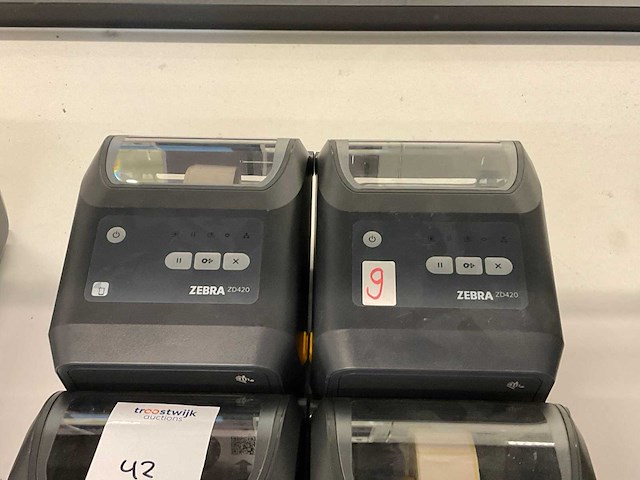 ZEBRA ZD420
9
ZEBRA ZD420
troostwijk
auctions
42